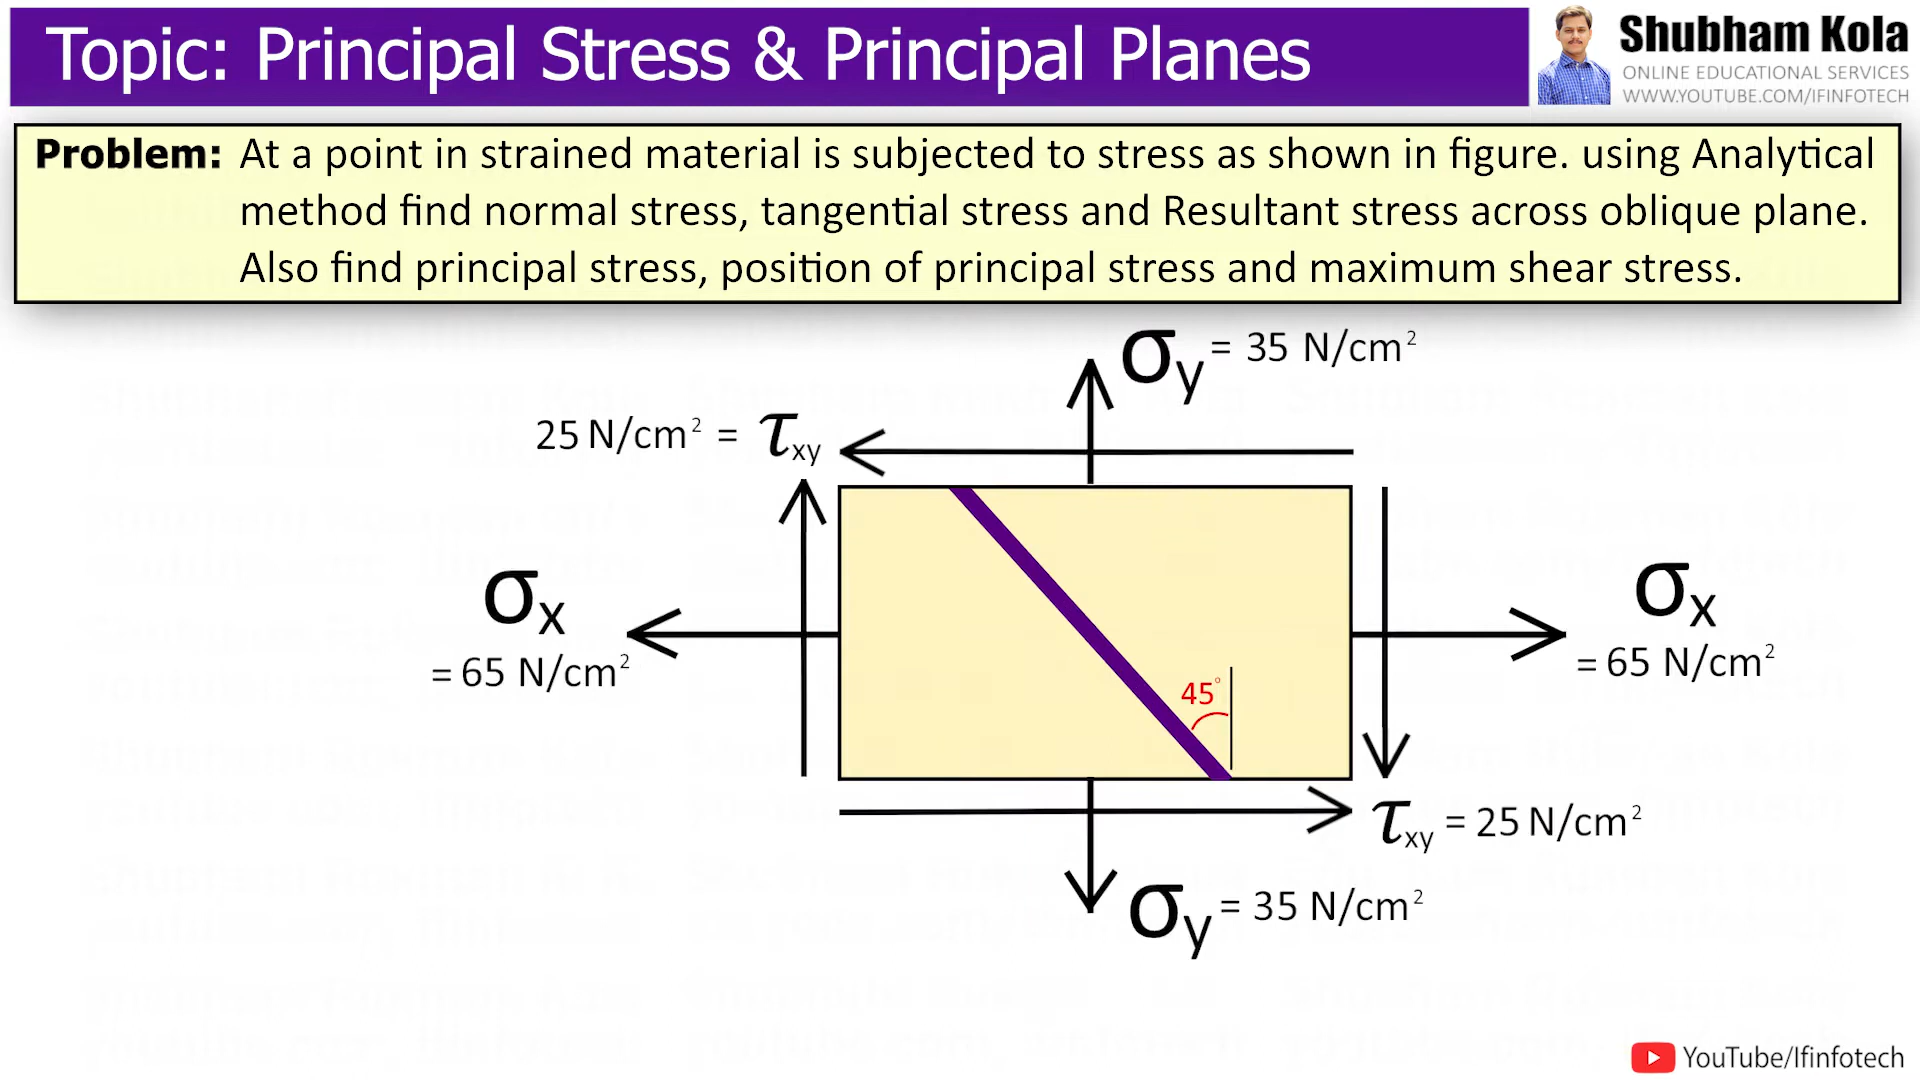 Topic: Principal Stress & Principal Planes
Shubham Kola
ONLINE EDUCATIONAL SERVICES
WWW.YOUTUBE.COM/IFINFOTECH
Problem: At a point in strained material is subjected to stress as shown in figure. using Analytical
method find normal stress, tangential stress and Resultant stress across oblique plane.
Also find principal stress, position of principal stress and maximum shear stress.
σy = 35 N/cm²
25 N/cm² = τxy
σx
= 65 N/cm²
σx
= 65 N/cm²
45°
τxy = 25 N/cm²
σy = 35 N/cm²
YouTube/Ifinfotech